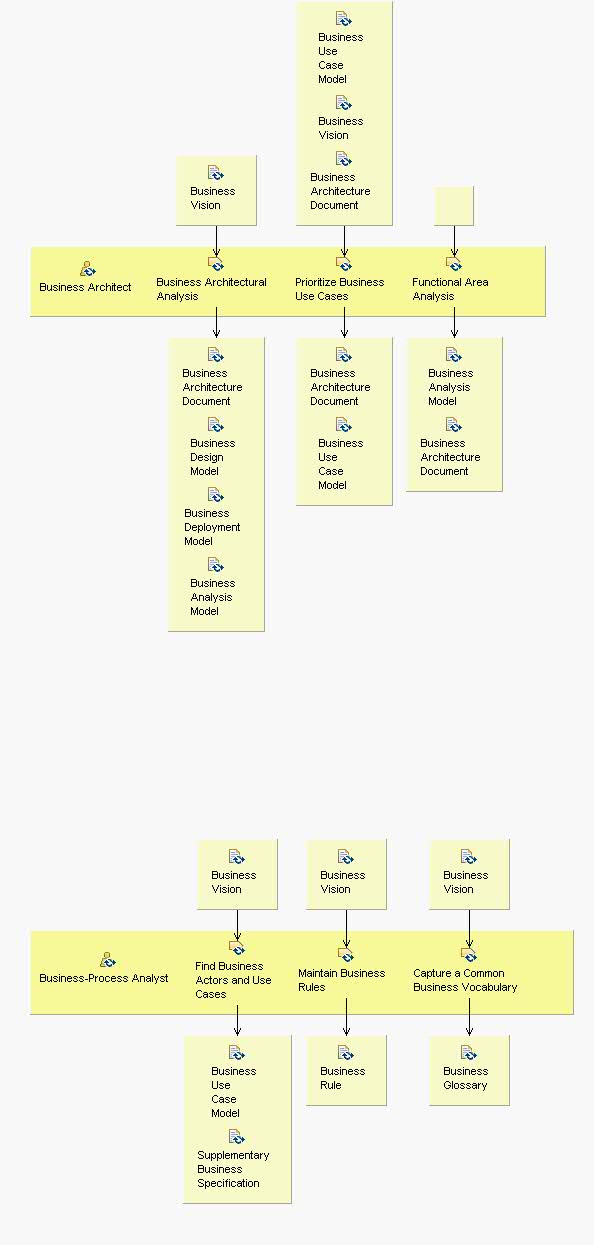 Business
Use
Case
Model
Business
Vision
Business
Architecture
Document
Business
Vision
Business Architect
Business Architectural
Analysis
Prioritize Business
Use Cases
Functional Area
Analysis
Business
Architecture
Document
Business
Design
Model
Business
Deployment
Model
Business
Analysis
Model
Business
Architecture
Document
Business
Use
Case
Model
Business
Analysis
Model
Business
Architecture
Document
Business
Vision
Business
Vision
Business
Vision
Business-Process Analyst
Find Business
Actors and Use
Cases
Maintain Business
Rules
Capture a Common
Business Vocabulary
Business
Use
Case
Model
Supplementary
Business
Specification
Business
Rule
Business
Glossary